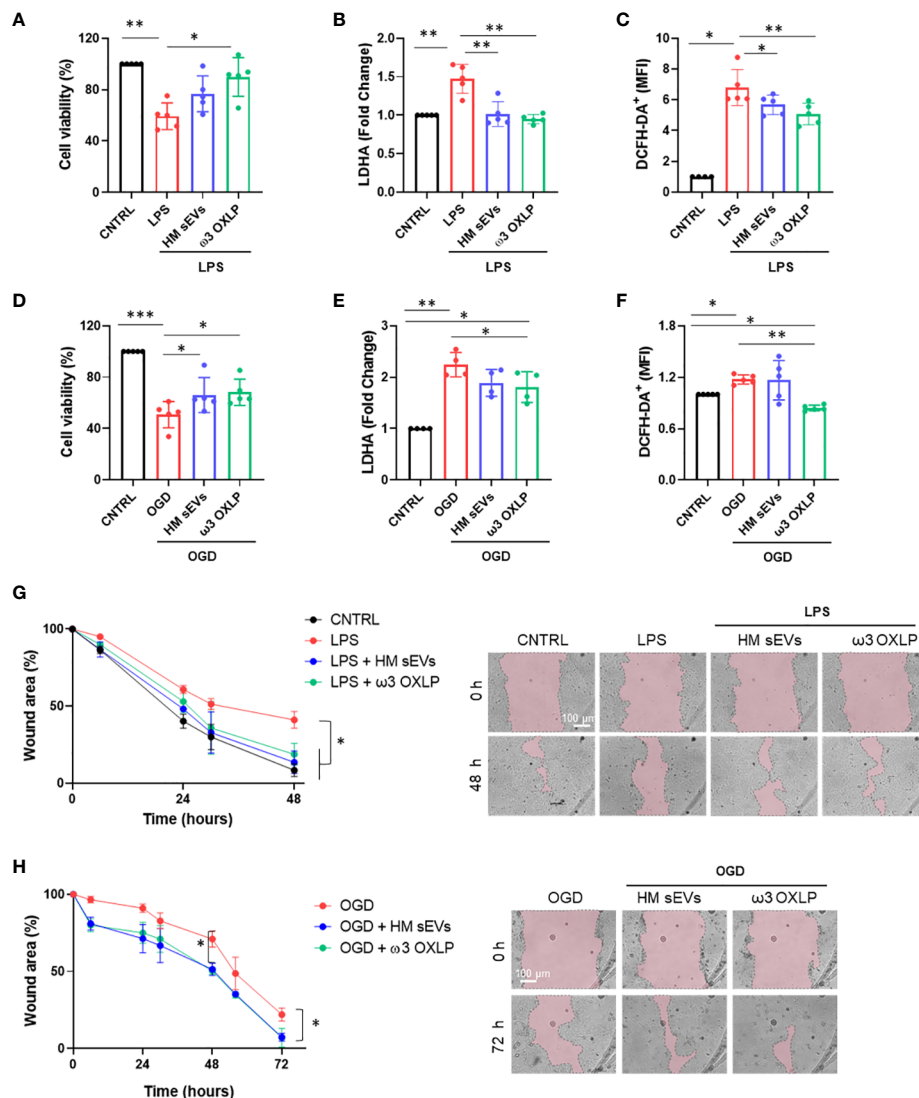 A
**
*
Cell viability (%)
120
80
40
0
CNTRL
LPS
HM sEVs
ω3 OXLP
LPS
B
**
**
**
LDHA (Fold Change)
2.0
1.5
1.0
0.5
0.0
CNTRL
LPS
HM sEVs
ω3 OXLP
LPS
C
*
**
*
DCFH-DA+ (MFI)
10
8
6
4
2
0
CNTRL
LPS
HM sEVs
ω3 OXLP
LPS
D
***
*
*
Cell viability (%)
120
80
40
0
CNTRL
OGD
HM sEVs
ω3 OXLP
OGD
E
**
*
*
LDHA (Fold Change)
3
2
1
0
CNTRL
OGD
HM sEVs
ω3 OXLP
OGD
F
*
*
**
DCFH-DA+ (MFI)
1.8
1.2
0.6
0.0
CNTRL
OGD
HM sEVs
ω3 OXLP
OGD
G
Wound area (%)
100
50
0
0 24 48
Time (hours)
*
CNTRL
LPS
LPS + HM sEVs
LPS + ω3 OXLP
LPS
CNTRL LPS HM sEVs ω3 OXLP
0 h
100 µm
48 h
H
Wound area (%)
100
50
0
0 24 48 72
Time (hours)
*
*
OGD
OGD + HM sEVs
OGD + ω3 OXLP
OGD
OGD HM sEVs ω3 OXLP
0 h
100 µm
72 h